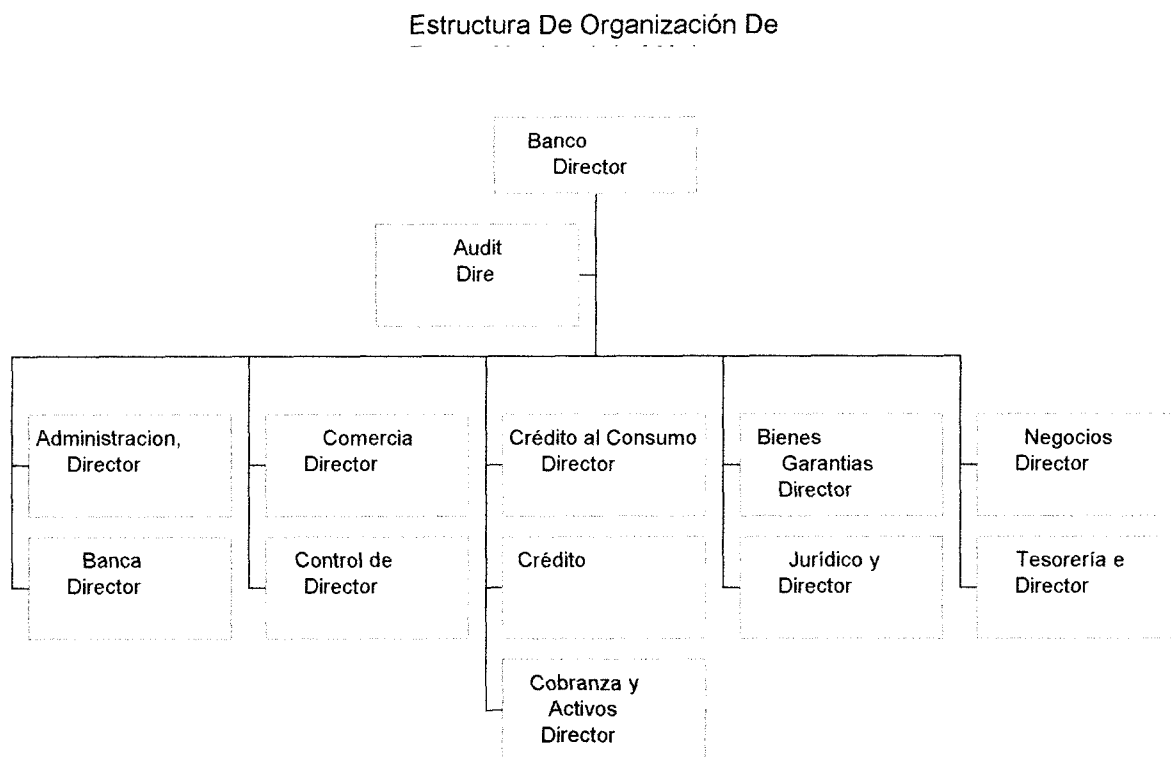 Estructura De Organización De
Banco
Director
Audit
Dire
Administracion,
Director
Comercia
Director
Crédito al Consumo
Director
Bienes
Garantias
Director
Negocios
Director
Banca
Director
Control de
Director
Crédito
Jurídico y
Director
Tesorería e
Director
Cobranza y
Activos
Director